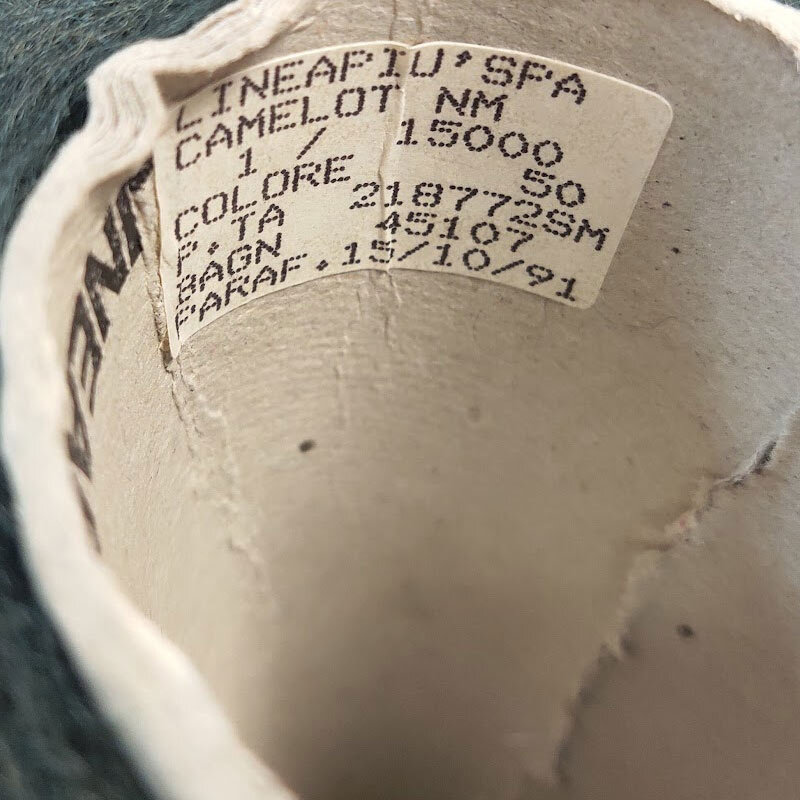 LINEAPIU'SPA
CAMELOT NM
1 / 15000
COLORE 50
P.TA 218772SM
BAGN 45107
PARAF.15/10/91